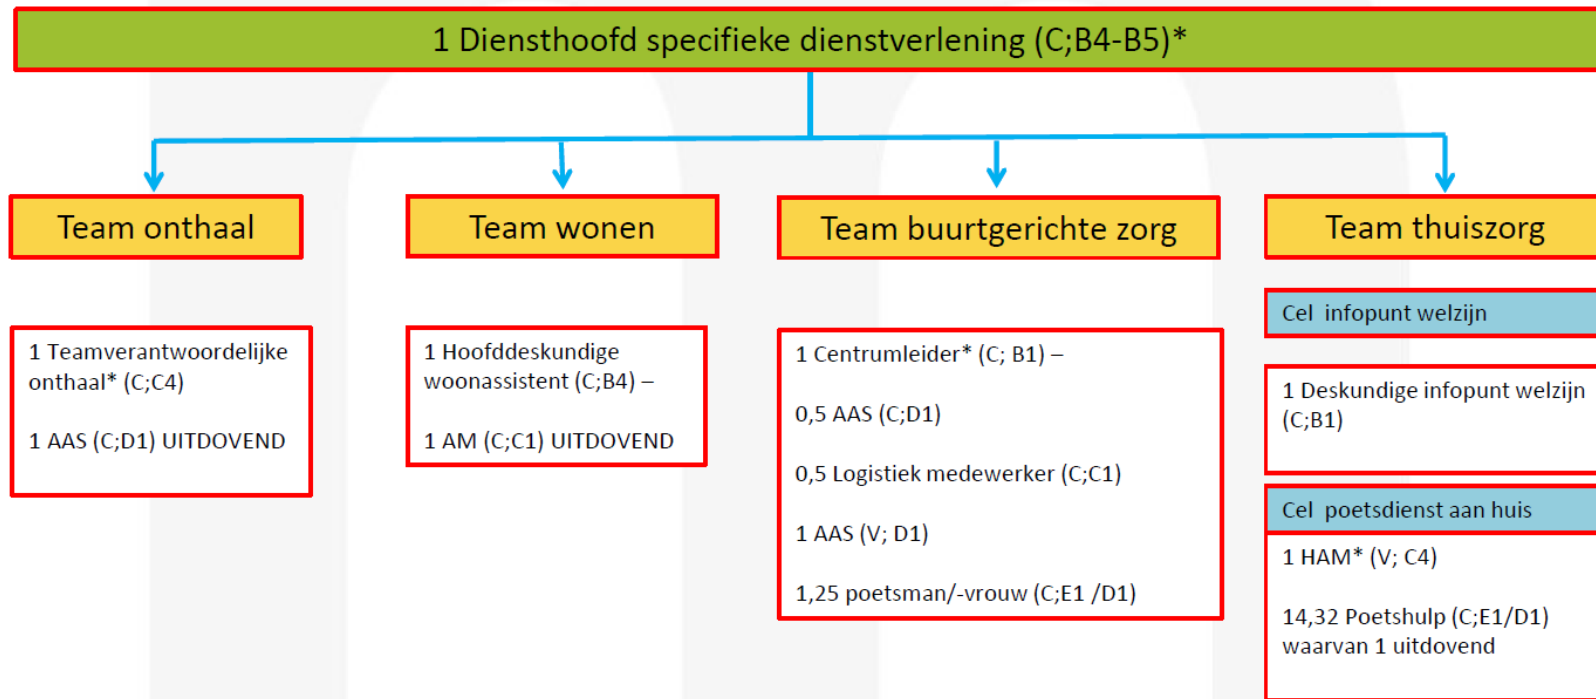 1 Diensthoofd specifieke dienstverlening (C;B4-B5)*
Team onthaal
1 Teamverantwoordelijke
onthaal* (C;C4)
1 AAS (C;D1) UITDOVEND
Team wonen
1 Hoofddeskundige
woonassistent (C;B4) –
1 AM (C;C1) UITDOVEND
Team buurtgerichte zorg
1 Centrumleider* (C; B1) –
0,5 AAS (C;D1)
0,5 Logistiek medewerker (C;C1)
1 AAS (V; D1)
1,25 poetsman/-vrouw (C;E1 /D1)
Team thuiszorg
Cel  infopunt welzijn
1 Deskundige infopunt welzijn
(C;B1)
Cel  poetsdienst aan huis
1 HAM* (V; C4)
14,32 Poetshulp (C;E1/D1)
waarvan 1 uitdovend